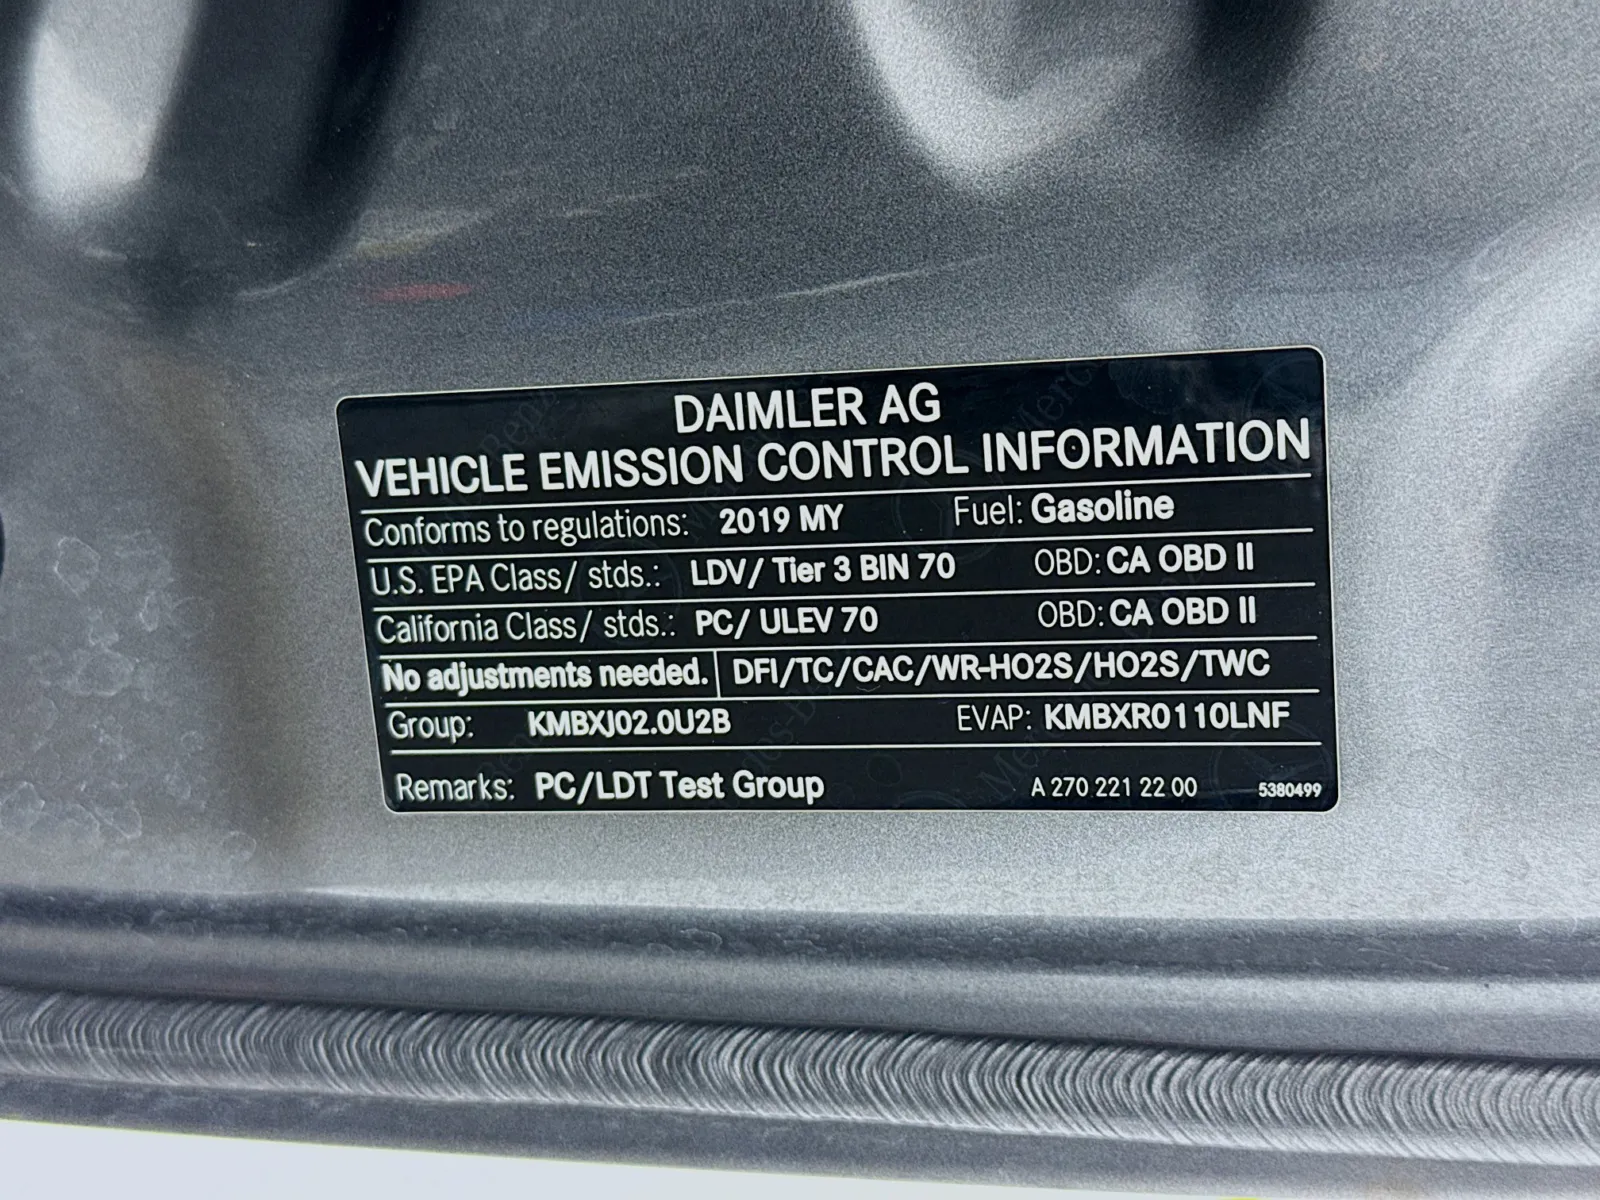 DAIMLER AG
VEHICLE EMISSION CONTROL INFORMATION
Conforms to regulations: 2019 MY Fuel: Gasoline
U.S. EPA Class/ stds.: LDV/ Tier 3 BIN 70 OBD: CA OBD II
California Class/ stds.: PC/ ULEV 70 OBD: CA OBD II
No adjustments needed. DFI/TC/CAC/WR-HO2S/HO2S/TWC
Group: KMBXJ02.0U2B EVAP: KMBXR0110LNF
Remarks: PC/LDT Test Group A 270 221 22 00 5380499